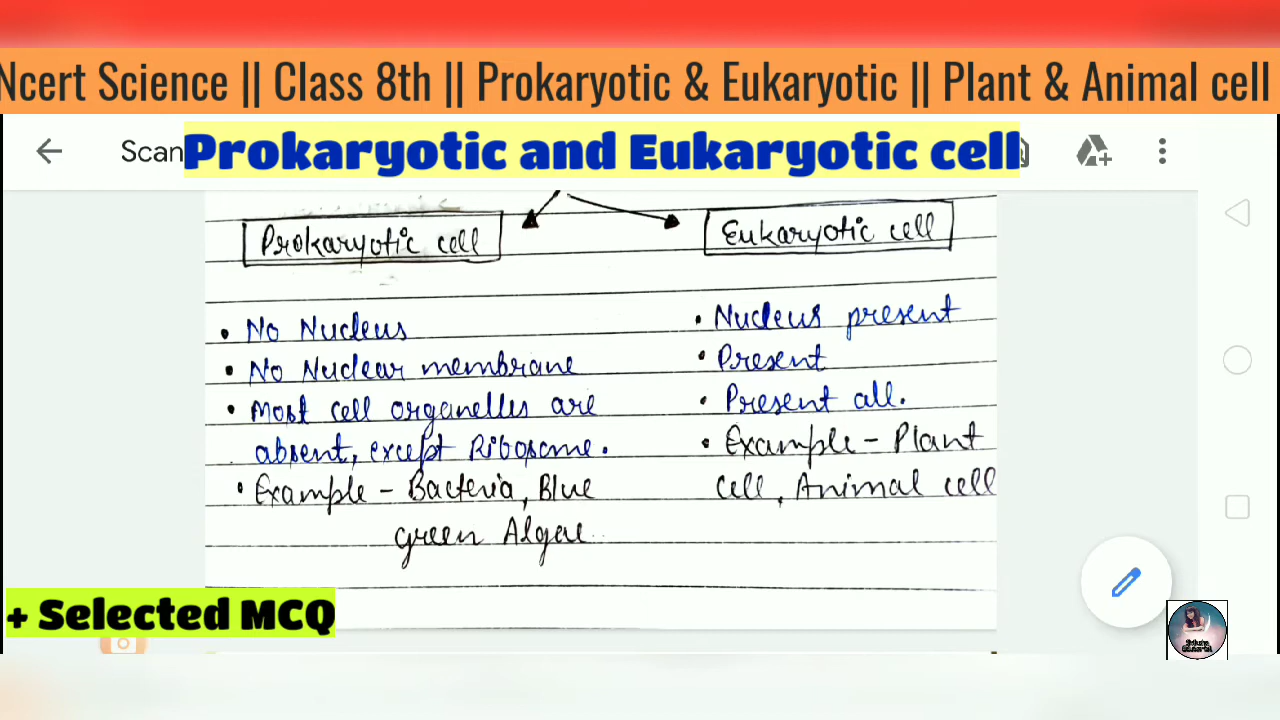 Ncert Science || Class 8th || Prokaryotic & Eukaryotic || Plant & Animal cell
Scan
Prokaryotic and Eukaryotic cell
Prokaryotic cell
Eukaryotic cell
• No Nucleus
• No Nuclear membrane
• Most cell organelles are
absent, except Ribosome.
• Example - Bacteria, Blue
green Algae
• Nucleus present
• Present
• Present all.
• Example - Plant
cell, Animal cell
+ Selected MCQ